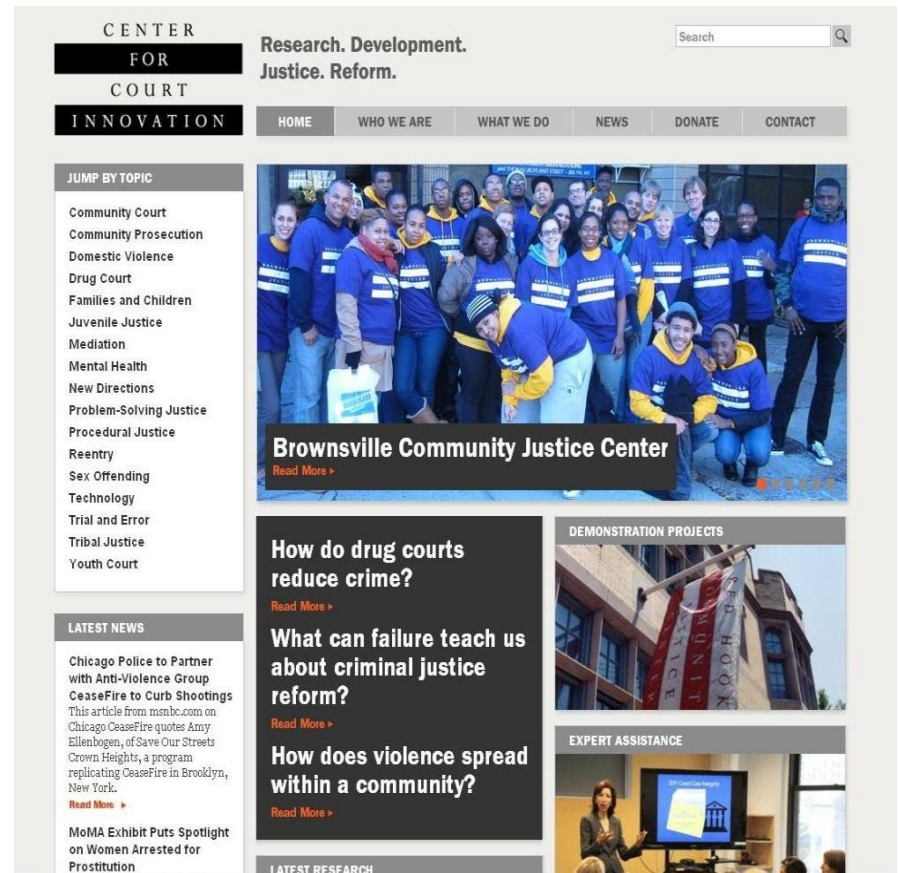 CENTER
FOR
COURT
INNOVATION
Research. Development.
Justice. Reform.
Search
HOME WHO WE ARE WHAT WE DO NEWS DONATE CONTACT
JUMP BY TOPIC
Community Court
Community Prosecution
Domestic Violence
Drug Court
Families and Children
Juvenile Justice
Mediation
Mental Health
New Directions
Problem-Solving Justice
Procedural Justice
Reentry
Sex Offending
Technology
Trial and Error
Tribal Justice
Youth Court
LATEST NEWS
Chicago Police to Partner
with Anti-Violence Group
CeaseFire to Curb Shootings
This article from msnbc.com on
Chicago CeaseFire quotes Amy
Ellenbogen, of Save Our Streets
Crown Heights, a program
replicating CeaseFire in Brooklyn,
New York.
Read More
MoMA Exhibit Puts Spotlight
on Women Arrested for
Prostitution
Brownsville Community Justice Center
Read More
How do drug courts
reduce crime?
Read More
What can failure teach us
about criminal justice
reform?
Read More
How does violence spread
within a community?
Read More
LATEST RESEARCH
DEMONSTRATION PROJECTS
RED HOOK
EXPERT ASSISTANCE